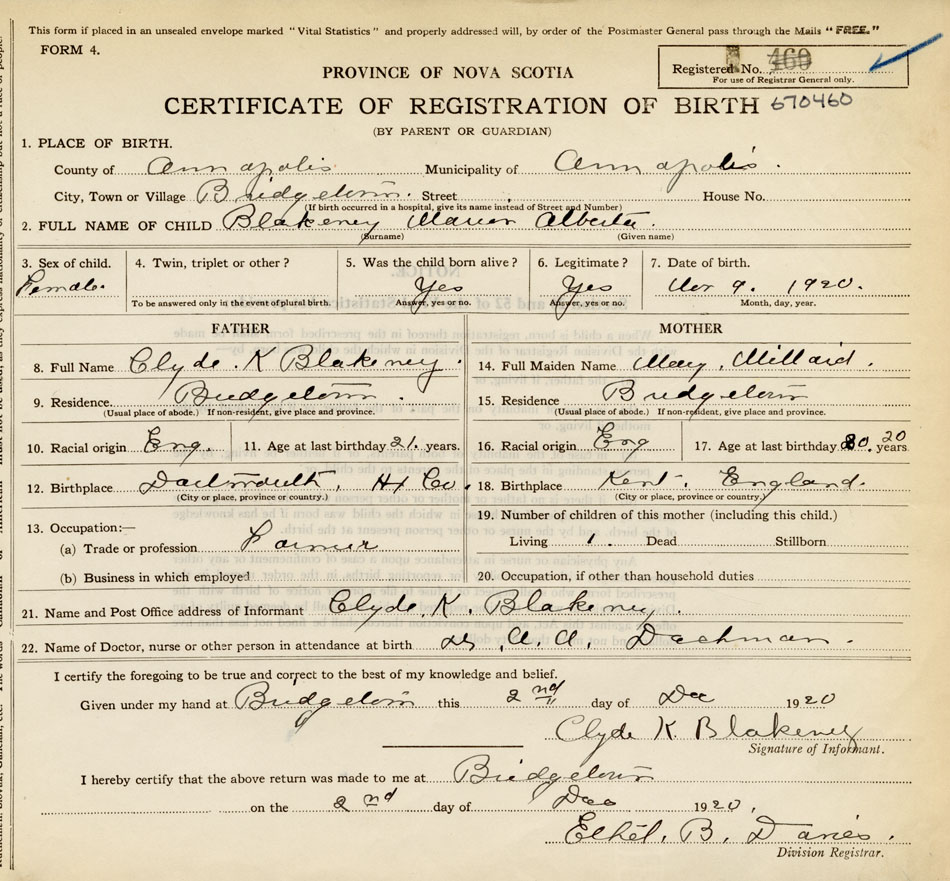 This form if placed in an unsealed envelope marked "Vital Statistics" and properly addressed will, by order of the Postmaster General pass through the Mails "FREE."
FORM 4.
Registered No. 460
For use of Registrar General only.
PROVINCE OF NOVA SCOTIA
CERTIFICATE OF REGISTRATION OF BIRTH 670460
(BY PARENT OR GUARDIAN)
1. PLACE OF BIRTH.
County of Annapolis Municipality of Annapolis.
City, Town or Village Bridgetown. Street House No.
(If birth occurred in a hospital, give its name instead of Street and Number)
2. FULL NAME OF CHILD Blakeney Alberta.
(Surname) (Given name)
3. Sex of child. 4. Twin, triplet or other? 5. Was the child born alive? 6. Legitimate? 7. Date of birth.
Female. Yes Yes Nov 9. 1920.
To be answered only in the event of plural birth. Answer, yes or no. Answer, yes or no. Month, day, year.
FATHER MOTHER
8. Full Name Clyde. K Blakeney. 14. Full Maiden Name Mary. .
9. Residence. Bridgetown. 15. Residence Bridgetown
(Usual place of abode.) If non-resident, give place and province. (Usual place of abode.) If non-resident, give place and province.
10. Racial origin Eng. 11. Age at last birthday 21. years. 16. Racial origin Eng 17. Age at last birthday 20 years
12. Birthplace Dartmouth, Hx Co. 18. Birthplace Kent, England.
(City or place, province or country.) (City or place, province or country.)
13. Occupation:— 19. Number of children of this mother (including this child.)
(a) Trade or profession Farmer Living 1. Dead Stillborn
(b) Business in which employed 20. Occupation, if other than household duties
21. Name and Post Office address of Informant Clyde. K. Blakeney.
22. Name of Doctor, nurse or other person in attendance at birth Dr A. A. .
I certify the foregoing to be true and correct to the best of my knowledge and belief.
Given under my hand at Bridgetown this 2nd day of Dec 1920
Clyde K. Blakeney
Signature of Informant.
I hereby certify that the above return was made to me at Bridgetown
on the 2nd day of Dec 1920.
Ethel. B. Davies.
Division Registrar.